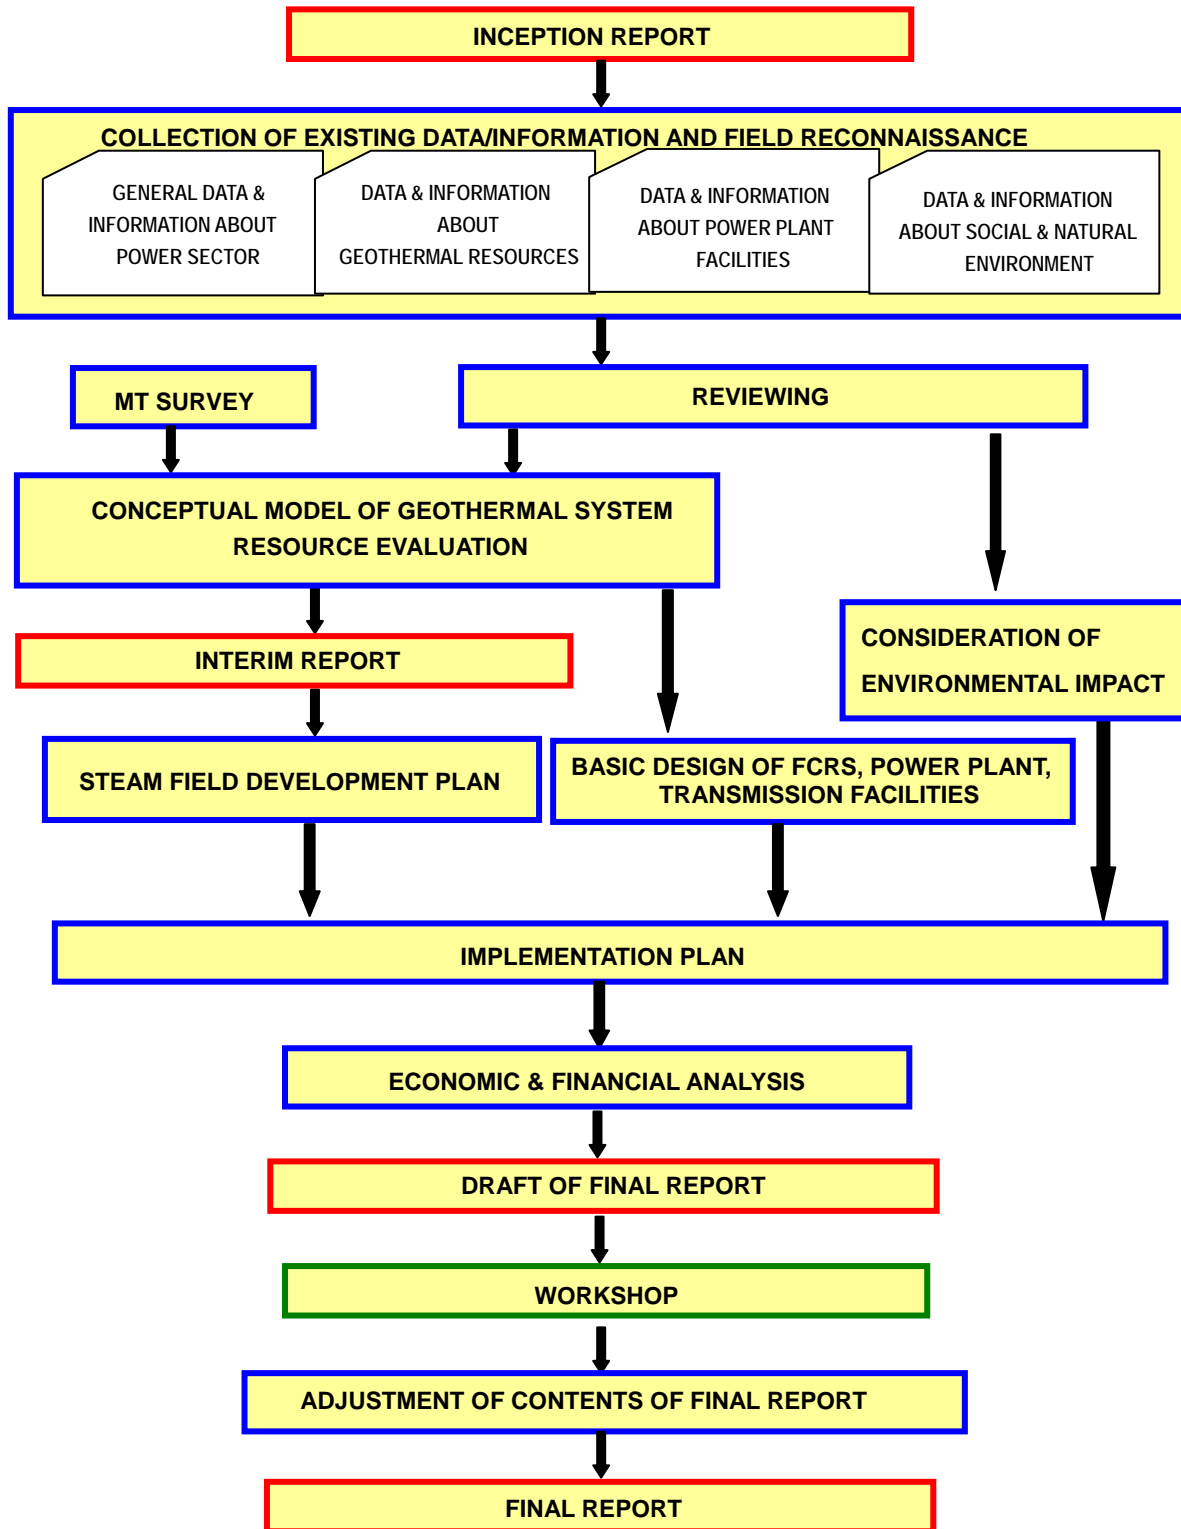 INCEPTION REPORT
COLLECTION OF EXISTING DATA/INFORMATION AND FIELD RECONNAISSANCE
GENERAL DATA &
INFORMATION ABOUT
POWER SECTOR
DATA & INFORMATION
ABOUT
GEOTHERMAL RESOURCES
DATA & INFORMATION
ABOUT POWER PLANT
FACILITIES
DATA & INFORMATION
ABOUT SOCIAL & NATURAL
ENVIRONMENT
MT SURVEY
REVIEWING
CONCEPTUAL MODEL OF GEOTHERMAL SYSTEM
RESOURCE EVALUATION
INTERIM REPORT
CONSIDERATION OF
ENVIRONMENTAL IMPACT
STEAM FIELD DEVELOPMENT PLAN
BASIC DESIGN OF FCRS, POWER PLANT,
TRANSMISSION FACILITIES
IMPLEMENTATION PLAN
ECONOMIC & FINANCIAL ANALYSIS
DRAFT OF FINAL REPORT
WORKSHOP
ADJUSTMENT OF CONTENTS OF FINAL REPORT
FINAL REPORT